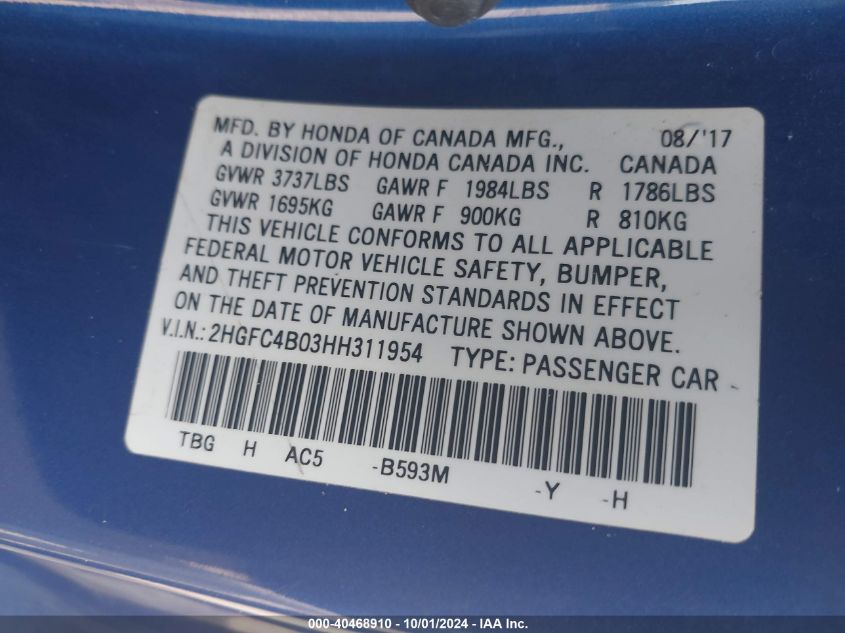 MFD. BY HONDA OF CANADA MFG., 08/'17
A DIVISION OF HONDA CANADA INC. CANADA
GVWR 3737LBS GAWR F 1984LBS R 1786LBS
GVWR 1695KG GAWR F 900KG R 810KG
THIS VEHICLE CONFORMS TO ALL APPLICABLE
FEDERAL MOTOR VEHICLE SAFETY, BUMPER,
AND THEFT PREVENTION STANDARDS IN EFFECT
ON THE DATE OF MANUFACTURE SHOWN ABOVE.
V.I.N.: 2HGFC4B03HH311954 TYPE: PASSENGER CAR
TBG H AC5 -B593M -Y -H
000-40468910 - 10/01/2024 - IAA Inc.